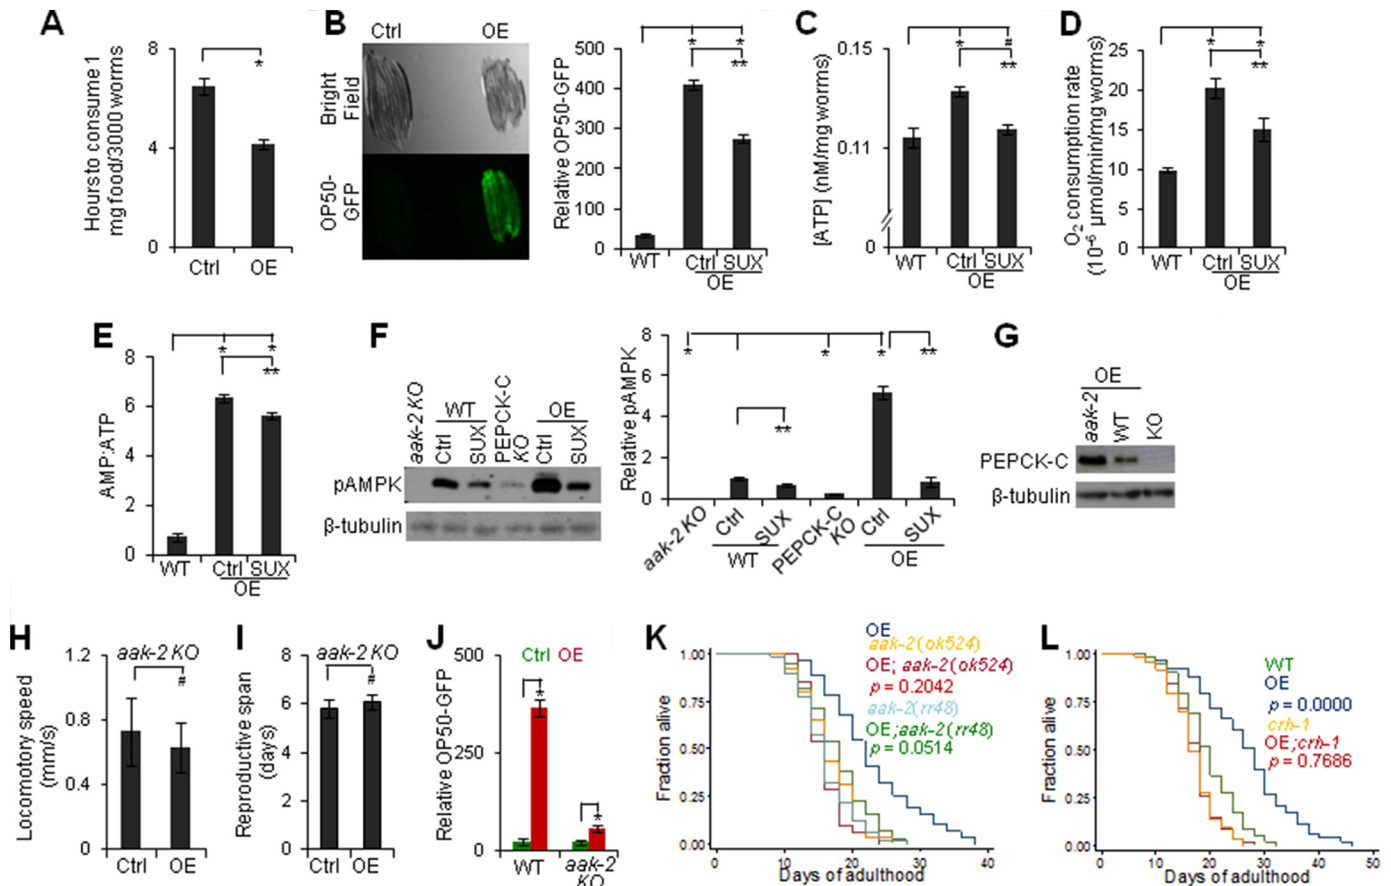 A
Hours to consume 1
mg food/3000 worms
8
4
0
*
Ctrl
OE
B
Ctrl
OE
Bright
Field
OP50-
GFP
Relative OP50-GFP
500
400
300
200
100
0
* *
**
WT
Ctrl SUX
OE
C
[ATP] (nM/mg worms)
0.15
0.11
0
* #
**
WT
Ctrl SUX
OE
D
O2 consumption rate
(10⁻⁶ µmol/min/mg worms)
25
20
15
10
5
0
* *
**
WT
Ctrl SUX
OE
E
AMP:ATP
8
6
4
2
0
* *
**
WT
Ctrl SUX
OE
F
aak-2 KO
WT
Ctrl
SUX
PEPCK-C
KO
OE
Ctrl
SUX
pAMPK
β-tubulin
Relative pAMPK
8
6
4
2
0
* * * **
**
aak-2 KO
Ctrl
SUX
WT
PEPCK-C
KO
Ctrl
SUX
OE
G
OE
aak-2
WT
KO
PEPCK-C
β-tubulin
H
Locomotory speed
(mm/s)
aak-2 KO
1.2
0.8
0.4
0
#
Ctrl
OE
I
Reproductive span
(days)
aak-2 KO
8
6
4
2
0
#
Ctrl
OE
J
Relative OP50-GFP
500
250
0
Ctrl OE
*
*
WT
aak-2
KO
K
OE
aak-2(ok524)
OE; aak-2(ok524)
p = 0.2042
aak-2(rr48)
OE;aak-2(rr48)
p = 0.0514
Fraction alive
1.00
0.75
0.50
0.25
0.00
0
10
20
30
40
Days of adulthood
L
WT
OE
p = 0.0000
crh-1
OE;crh-1
p = 0.7686
Fraction alive
1.00
0.75
0.50
0.25
0.00
0
10
20
30
40
50
Days of adulthood